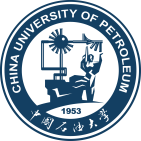 CHINA UNIVERSITY OF PETROLEUM
1953
中国石油大学